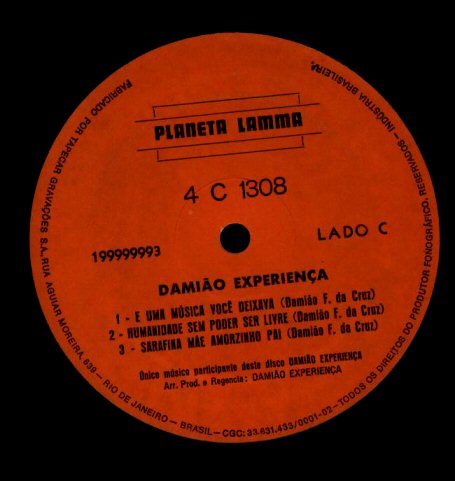 PLANETA LAMMA
4 C 1308
199999993
LADO C
DAMIÃO EXPERIENÇA
1 - E UMA MÚSICA VOCÊ DEIXAVA (Damião F. da Cruz)
2 - HUMANIDADE SEM PODER SER LIVRE (Damião F. da Cruz)
3 - SARAFINA MÃE AMORZINHO PAI (Damião F. da Cruz)
Único músico participante deste disco DAMIÃO EXPERIENÇA
Arr. Prod. e Regencia: DAMIÃO EXPERIENÇA
FABRICADO POR TAPECAR GRAVAÇÕES S.A., RUA AGUIAR MOREIRA, 639 - RIO DE JANEIRO - BRASIL - CGC: 33.631.433/0001-02 - TODOS OS DIREITOS DO PRODUTOR FONOGRÁFICO, RESERVADOS - INDÚSTRIA BRASILEIRA.